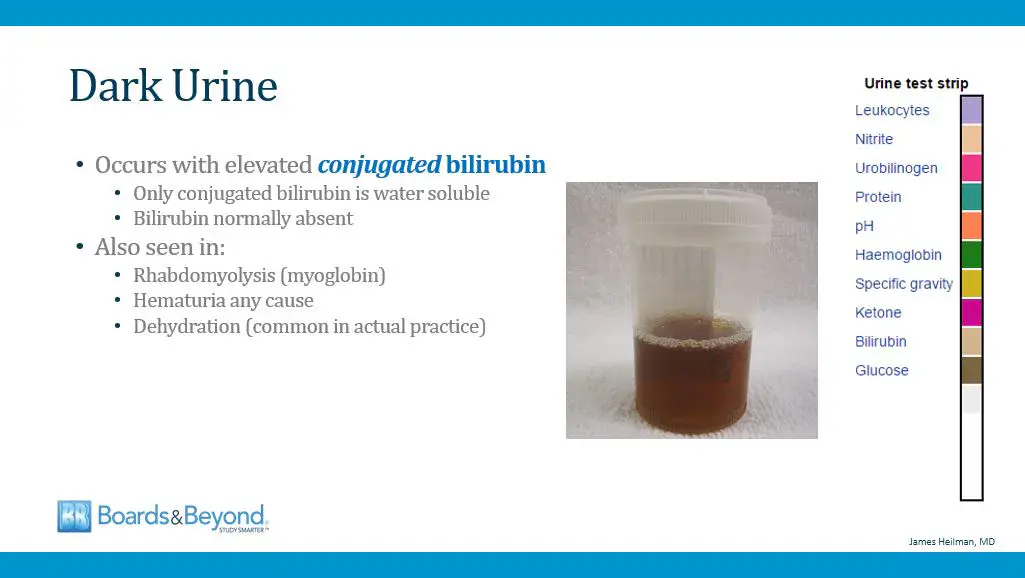 Dark Urine
• Occurs with elevated conjugated bilirubin
• Only conjugated bilirubin is water soluble
• Bilirubin normally absent
• Also seen in:
• Rhabdomyolysis (myoglobin)
• Hematuria any cause
• Dehydration (common in actual practice)
Urine test strip
Leukocytes
Nitrite
Urobilinogen
Protein
pH
Haemoglobin
Specific gravity
Ketone
Bilirubin
Glucose
BB Boards&Beyond®
STUDY SMARTER™
James Heilman, MD